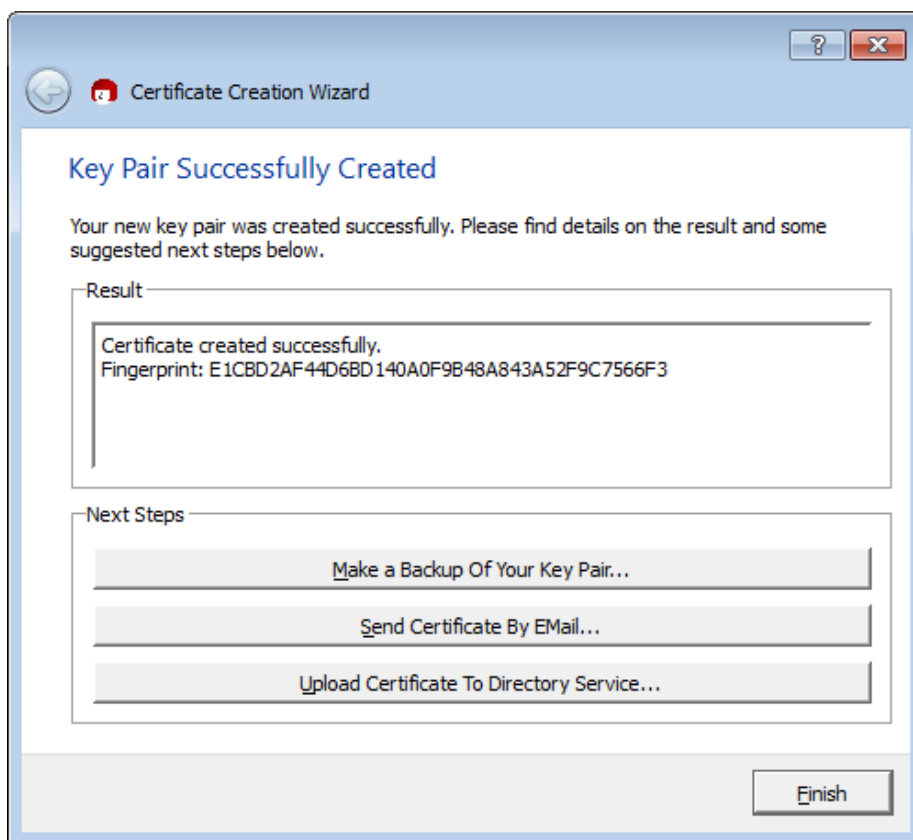 Certificate Creation Wizard
Key Pair Successfully Created
Your new key pair was created successfully. Please find details on the result and some
suggested next steps below.
Result
Certificate created successfully.
Fingerprint: E1CBD2AF44D6BD140A0F9B48A843A52F9C7566F3
Next Steps
Make a Backup Of Your Key Pair...
Send Certificate By EMail...
Upload Certificate To Directory Service...
Finish